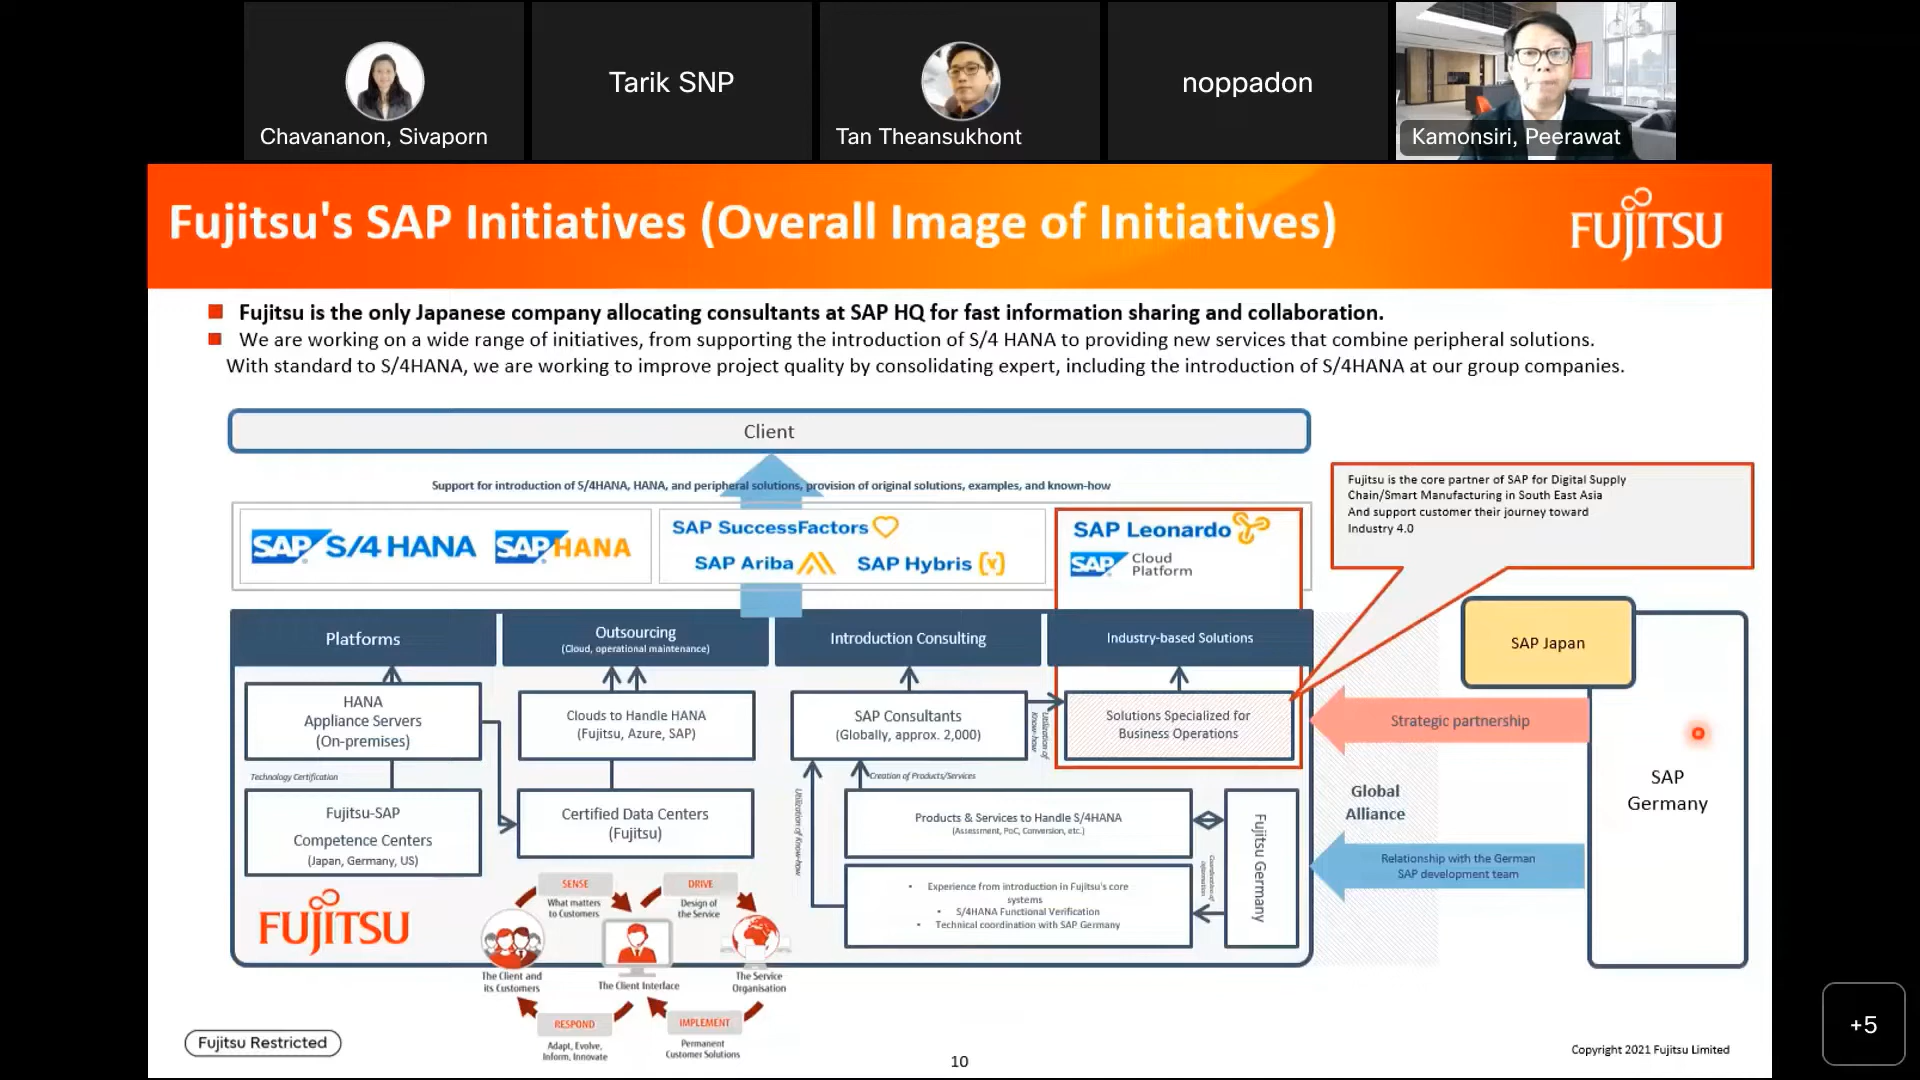 Chavananon, Sivaporn
Tarik SNP
Tan Theansukhont
noppadon
Kamonsiri, Peerawat
Fujitsu's SAP Initiatives (Overall Image of Initiatives)
FUJITSU
Fujitsu is the only Japanese company allocating consultants at SAP HQ for fast information sharing and collaboration.
We are working on a wide range of initiatives, from supporting the introduction of S/4 HANA to providing new services that combine peripheral solutions.
With standard to S/4HANA, we are working to improve project quality by consolidating expert, including the introduction of S/4HANA at our group companies.
Client
Support for introduction of S/4HANA, HANA, and peripheral solutions, provision of original solutions, examples, and know-how
SAP S/4 HANA
SAP HANA
SAP SuccessFactors
SAP Ariba
SAP Hybris
SAP Leonardo
SAP Cloud
Platform
Fujitsu is the core partner of SAP for Digital Supply
Chain/Smart Manufacturing in South East Asia
And support customer their journey toward
Industry 4.0
Platforms
Outsourcing
(Cloud, operational maintenance)
Introduction Consulting
Industry-based Solutions
HANA
Appliance Servers
(On-premises)
Technology Certification
Fujitsu-SAP
Competence Centers
(Japan, Germany, US)
FUJITSU
Clouds to Handle HANA
(Fujitsu, Azure, SAP)
Certified Data Centers
(Fujitsu)
SAP Consultants
(Globally, approx. 2,000)
Utilization of
Know-how
Solutions Specialized for
Business Operations
Creation of Products/Services
Utilization of Know-how
Products & Services to Handle S/4HANA
(Assessment, PoC, Conversion, etc.)
• Experience from introduction in Fujitsu's core
systems
• S/4HANA Functional Verification
• Technical coordination with SAP Germany
Coordination of
information
Fujitsu Germany
SAP Japan
Strategic partnership
Global
Alliance
Relationship with the German
SAP development team
SAP
Germany
SENSE
What matters
to Customers
DRIVE
Design of
the Service
The Client and
its Customers
The Client Interface
The Service
Organisation
RESPOND
Adapt, Evolve,
Inform, Innovate
IMPLEMENT
Permanent
Customer Solutions
Fujitsu Restricted
10
Copyright 2021 Fujitsu Limited
+5